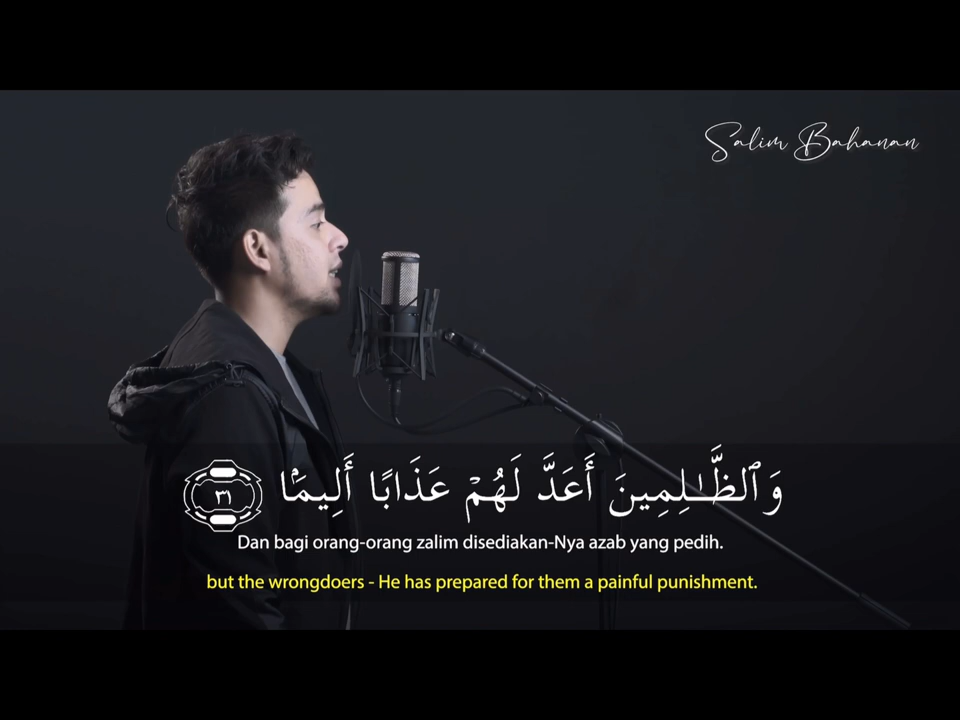 Salim Bahanan
وَٱلظَّـٰلِمِينَ أَعَدَّ لَهُمْ عَذَابًا أَلِيمًۢا ٣١
Dan bagi orang-orang zalim disediakan-Nya azab yang pedih.
but the wrongdoers - He has prepared for them a painful punishment.